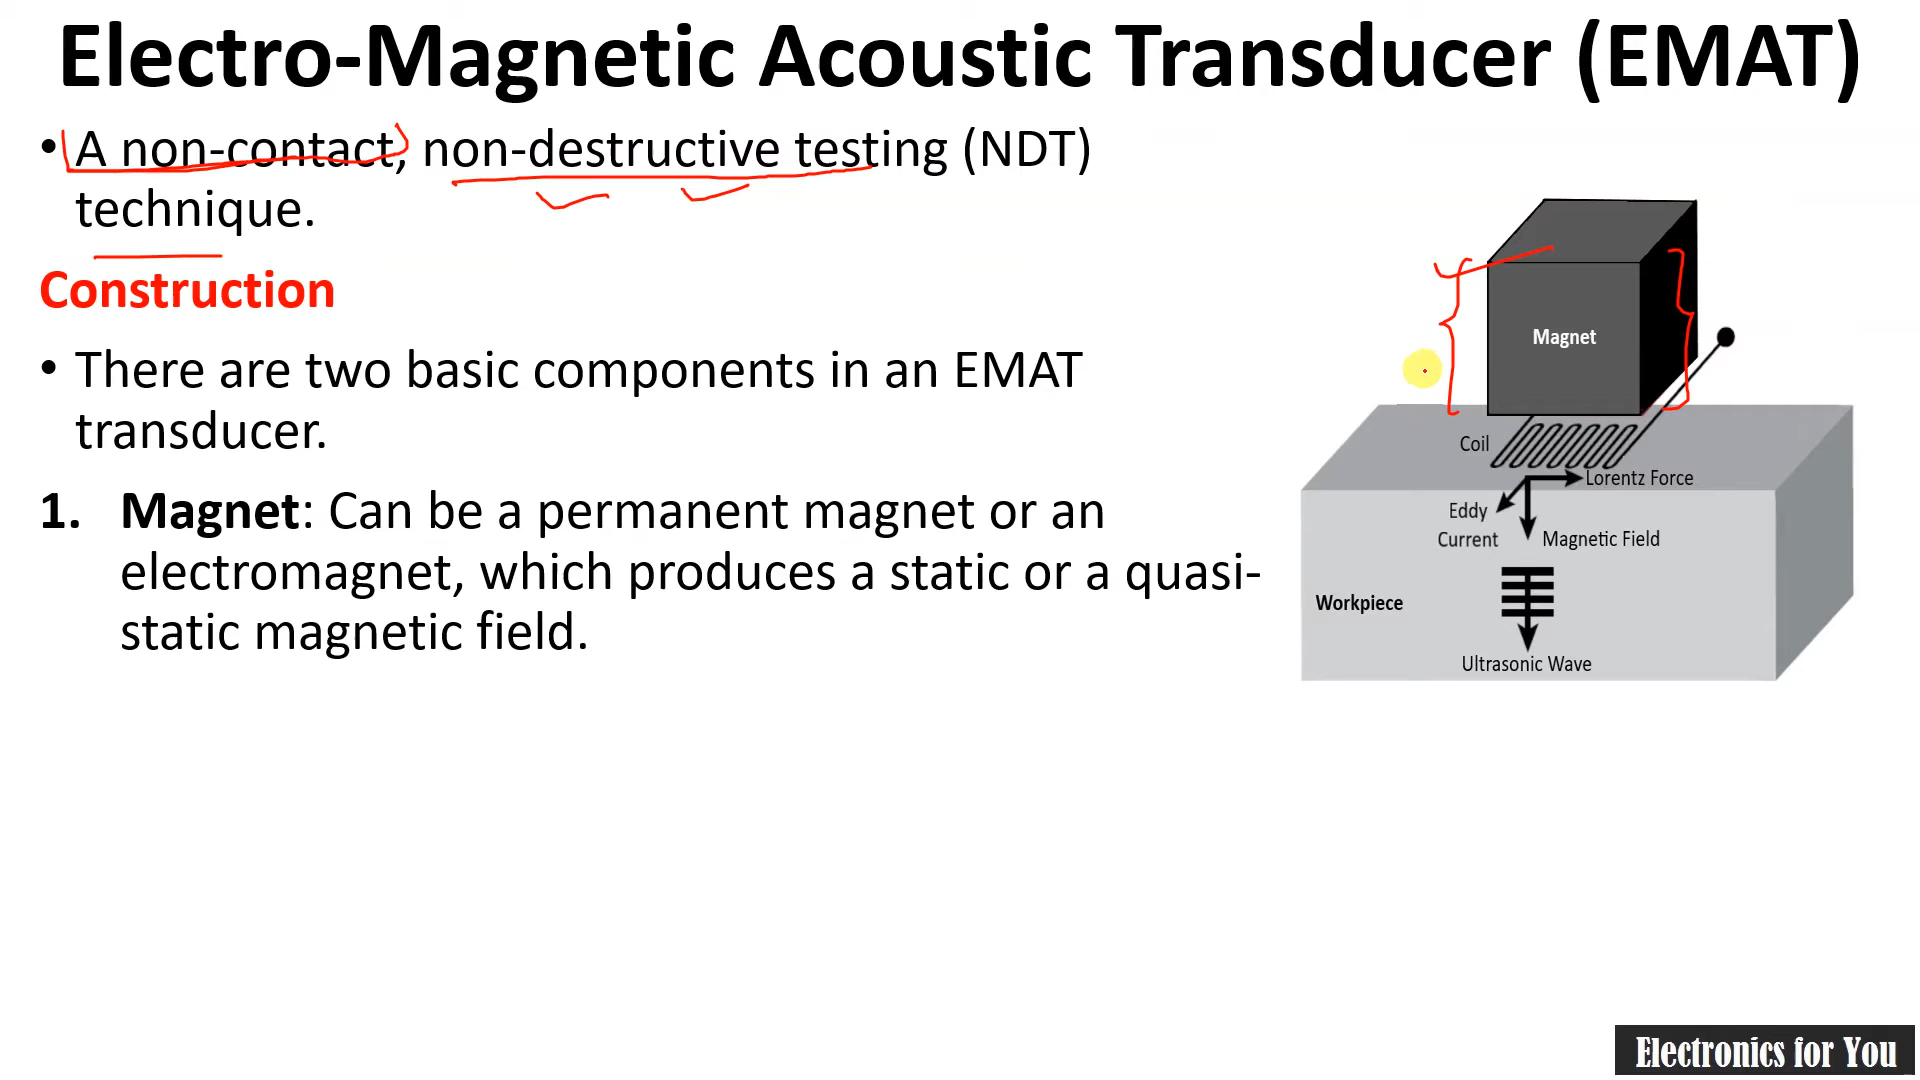 Electro-Magnetic Acoustic Transducer (EMAT)
• A non-contact, non-destructive testing (NDT)
technique.
Construction
• There are two basic components in an EMAT
transducer.
1. Magnet: Can be a permanent magnet or an
electromagnet, which produces a static or a quasi-
static magnetic field.
Magnet
Coil
Lorentz Force
Eddy
Current
Magnetic Field
Workpiece
Ultrasonic Wave
Electronics for You